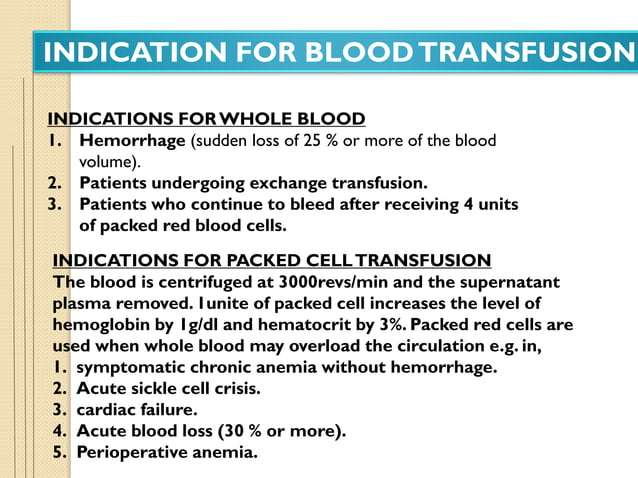 INDICATION FOR BLOOD TRANSFUSION
INDICATIONS FOR WHOLE BLOOD
1. Hemorrhage (sudden loss of 25 % or more of the blood
volume).
2. Patients undergoing exchange transfusion.
3. Patients who continue to bleed after receiving 4 units
of packed red blood cells.
INDICATIONS FOR PACKED CELL TRANSFUSION
The blood is centrifuged at 3000revs/min and the supernatant
plasma removed. 1unite of packed cell increases the level of
hemoglobin by 1g/dl and hematocrit by 3%. Packed red cells are
used when whole blood may overload the circulation e.g. in,
1. symptomatic chronic anemia without hemorrhage.
2. Acute sickle cell crisis.
3. cardiac failure.
4. Acute blood loss (30 % or more).
5. Perioperative anemia.